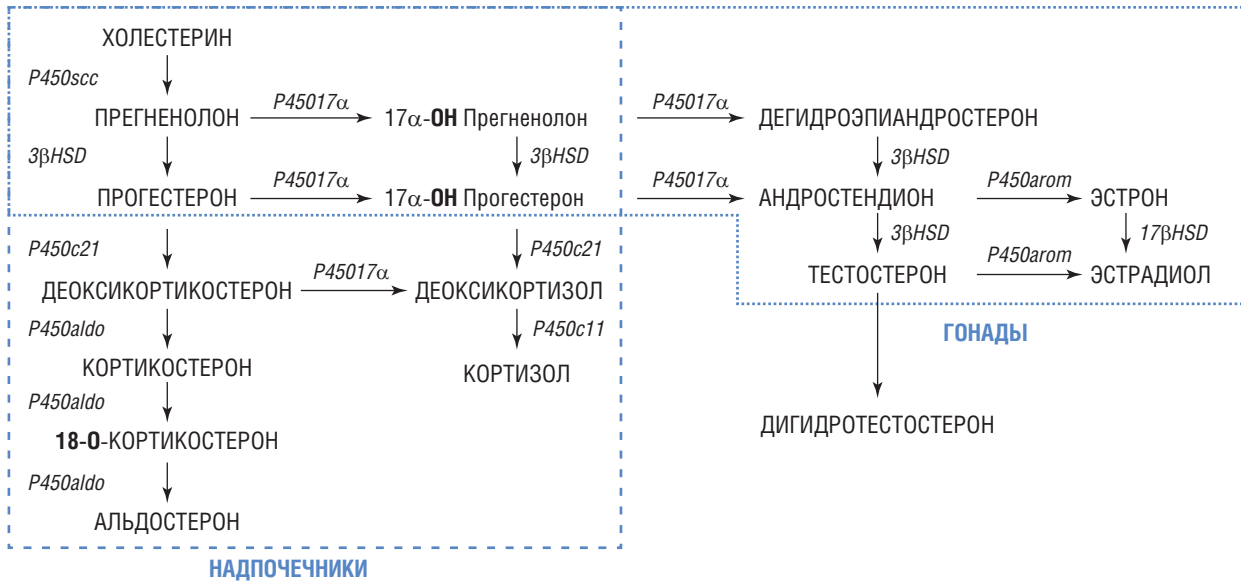 ХОЛЕСТЕРИН
P450scc
P45017α
P45017α
ПРЕГНЕНОЛОН
17α-ОН Прегненолон
ДЕГИДРОЭПИАНДРОСТЕРОН
3βHSD
3βHSD
3βHSD
P45017α
P45017α
P450arom
ПРОГЕСТЕРОН
17α-ОН Прогестерон
АНДРОСТЕНДИОН
ЭСТРОН
P450c21
P450c21
3βHSD
17βHSD
P45017α
P450arom
ДЕОКСИКОРТИКОСТЕРОН
ДЕОКСИКОРТИЗОЛ
ТЕСТОСТЕРОН
ЭСТРАДИОЛ
P450aldo
P450c11
ГОНАДЫ
КОРТИКОСТЕРОН
КОРТИЗОЛ
P450aldo
ДИГИДРОТЕСТОСТЕРОН
18-О-КОРТИКОСТЕРОН
P450aldo
АЛЬДОСТЕРОН
НАДПОЧЕЧНИКИ